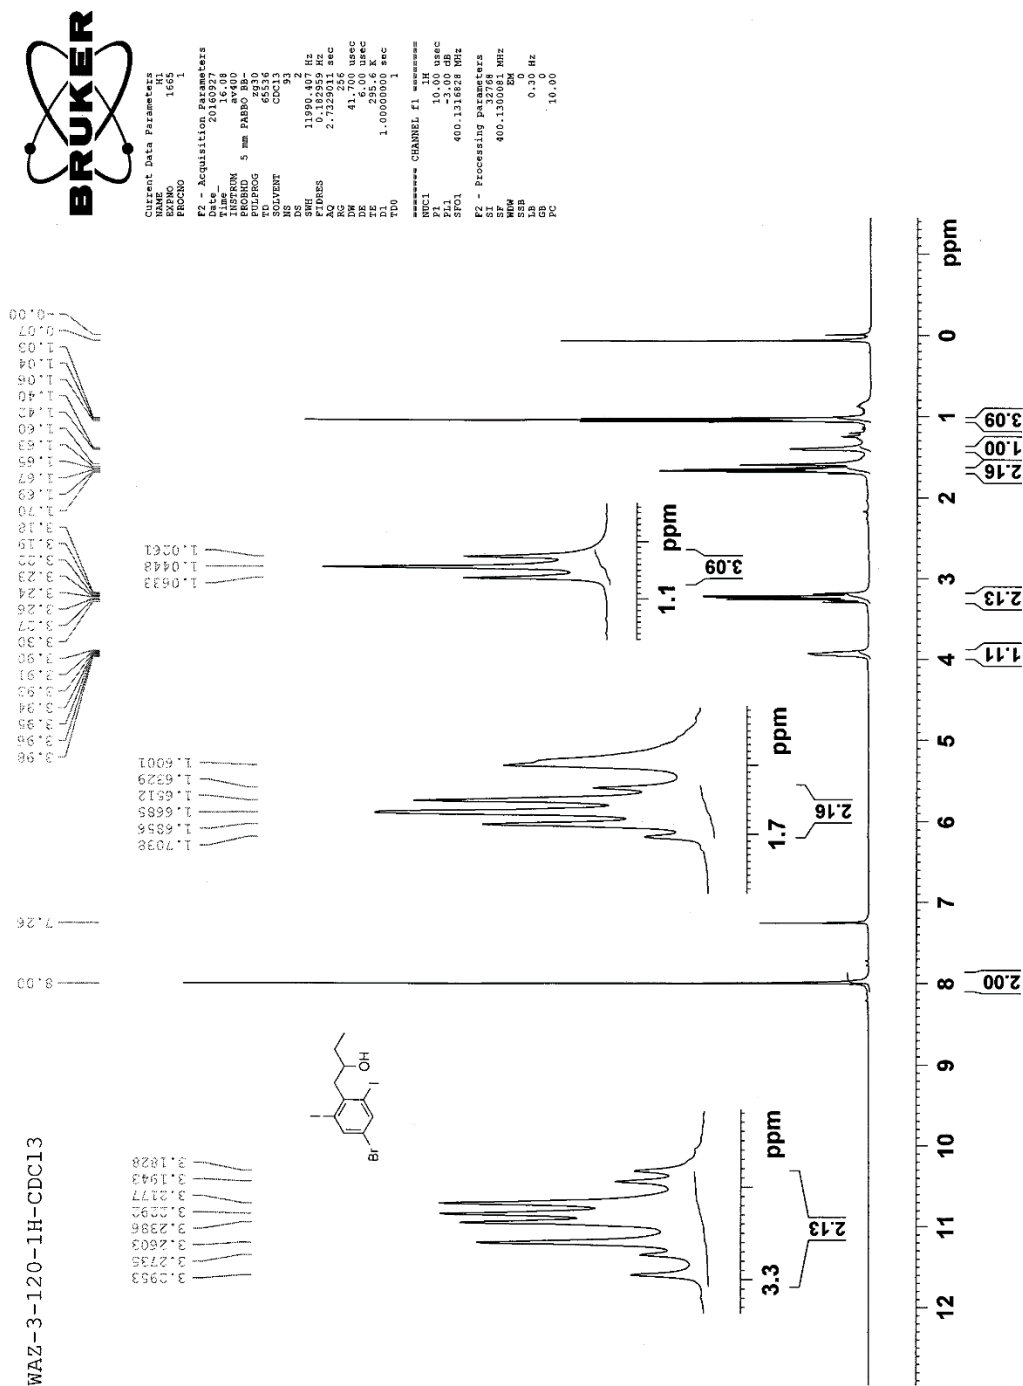 WAZ-3-120-1H-CDCl3
8.00
7.26
3.98
3.96
3.95
3.94
3.93
3.91
3.90
3.30
3.27
3.26
3.24
3.23
3.22
3.19
3.18
1.70
1.69
1.67
1.65
1.63
1.60
1.42
1.40
1.06
1.04
1.03
0.07
-0.00
BRUKER
Current Data Parameters
NAME H1
EXPNO 1665
PROCNO 1
F2 - Acquisition Parameters
Date_ 20160927
Time 16.08
INSTRUM av400
PROBHD 5 mm PABBO BB-
PULPROG zg30
TD 65536
SOLVENT CDCl3
NS 93
DS 2
SWH 11990.407 Hz
FIDRES 0.182959 Hz
AQ 2.7329011 sec
RG 256
DW 41.700 usec
DE 6.00 usec
TE 295.6 K
D1 1.00000000 sec
TD0 1
======== CHANNEL f1 ========
NUC1 1H
P1 10.00 usec
PL1 -3.00 dB
SFO1 400.1316828 MHz
F2 - Processing parameters
SI 32768
SF 400.1300081 MHz
WDW EM
SSB 0
LB 0.30 Hz
GB 0
PC 10.00
3.2953
3.2735
3.2603
3.2386
3.2292
3.2177
3.1943
3.1828
3.3 ppm
2.13
Br
I
I
OH
1.7038
1.6856
1.6685
1.6512
1.6329
1.6001
1.7 ppm
2.16
1.0633
1.0448
1.0261
1.1 ppm
3.09
12 11 10 9 8 7 6 5 4 3 2 1 0 ppm
2.00
1.11
2.13
2.16
1.00
3.09